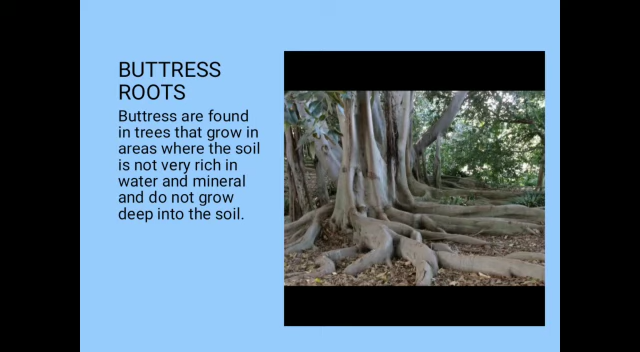 BUTTRESS
ROOTS
Buttress are found
in trees that grow in
areas where the soil
is not very rich in
water and mineral
and do not grow
deep into the soil.